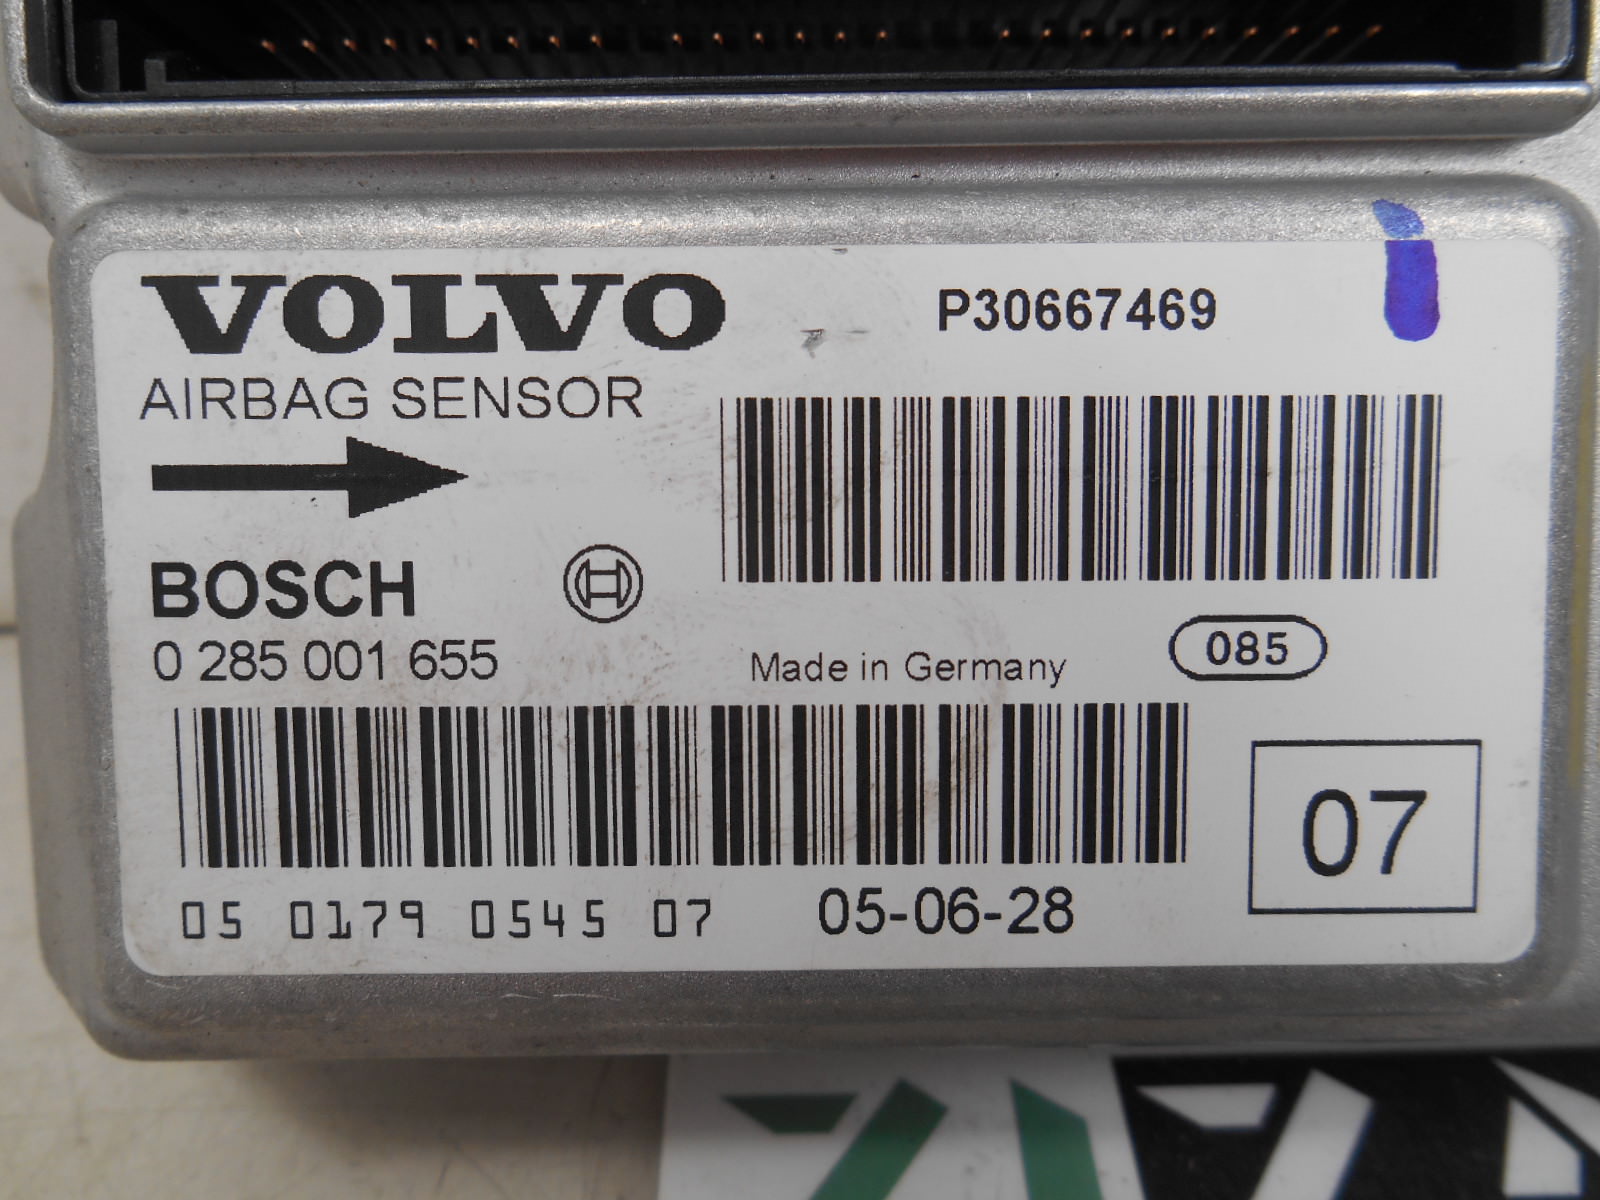 VOLVO
P30667469
AIRBAG SENSOR
BOSCH
0 285 001 655
Made in Germany
085
05 0179 0545 07
05-06-28
07